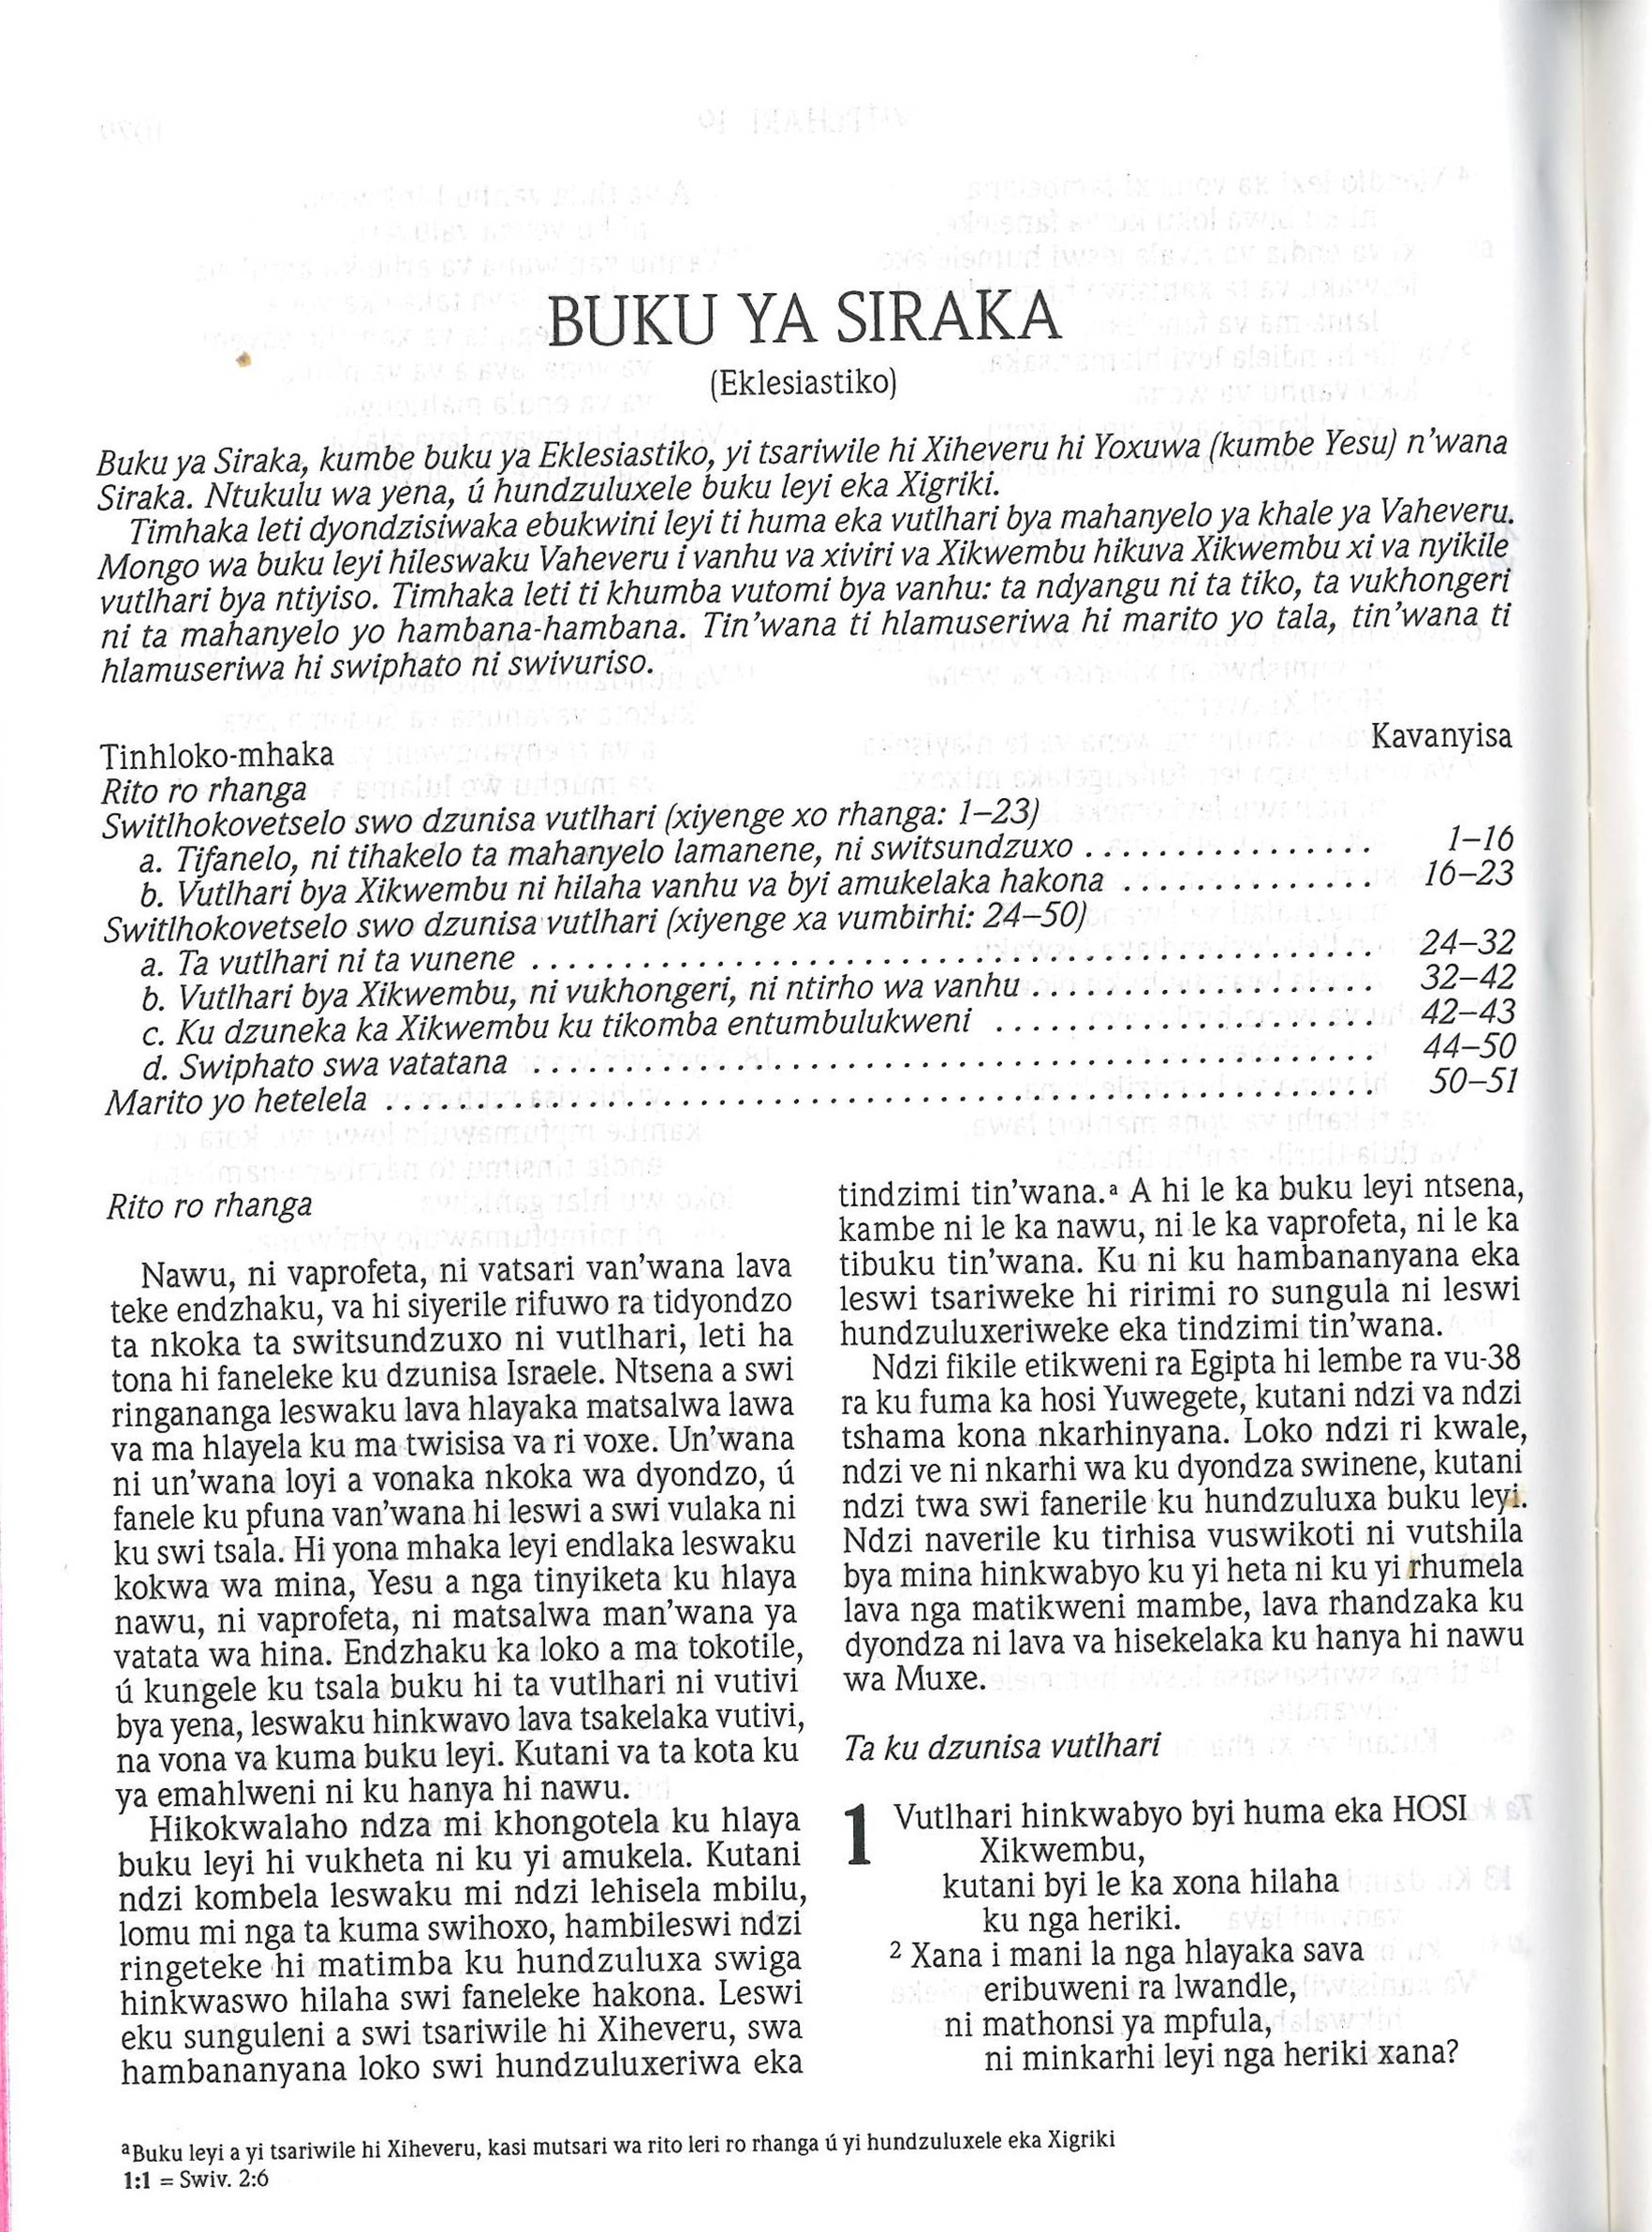 BUKU YA SIRAKA
(Eklesiastiko)
Buku ya Siraka, kumbe buku ya Eklesiastiko, yi tsariwile hi Xiheveru hi Yoxuwa (kumbe Yesu) n'wana
Siraka. Ntukulu wa yena, ú hundzuluxele buku leyi eka Xigriki.
Timhaka leti dyondzisiwaka ebukwini leyi ti huma eka vutlhari bya mahanyelo ya khale ya Vaheveru.
Mongo wa buku leyi hileswaku Vaheveru i vanhu va xiviri va Xikwembu hikuva Xikwembu xi va nyikile
vutlhari bya ntiyiso. Timhaka leti ti khumba vutomi bya vanhu: ta ndyangu ni ta tiko, ta vukhongeri
ni ta mahanyelo yo hambana-hambana. Tin'wana ti hlamuseriwa hi marito yo tala, tin'wana ti
hlamuseriwa hi swiphato ni swivuriso.
Tinhloko-mhaka Kavanyisa
Rito ro rhanga
Switlhokovetselo swo dzunisa vutlhari (xiyenge xo rhanga: 1–23)
a. Tifanelo, ni tihakelo ta mahanyelo lamanene, ni switsundzuxo . . . . . . . . . . . . . . . . 1–16
b. Vutlhari bya Xikwembu ni hilaha vanhu va byi amukelaka hakona . . . . . . . . . . . . . . 16–23
Switlhokovetselo swo dzunisa vutlhari (xiyenge xa vumbirhi: 24–50)
a. Ta vutlhari ni ta vunene . . . . . . . . . . . . . . . . . . . . . . . . . . . . . . . . . . . . . . . . . . . . . . 24–32
b. Vutlhari bya Xikwembu, ni vukhongeri, ni ntirho wa vanhu . . . . . . . . . . . . . . . . . . . 32–42
c. Ku dzuneka ka Xikwembu ku tikomba entumbulukweni . . . . . . . . . . . . . . . . . . . . . 42–43
d. Swiphato swa vatatana . . . . . . . . . . . . . . . . . . . . . . . . . . . . . . . . . . . . . . . . . . . . . . 44–50
Marito yo hetelela . . . . . . . . . . . . . . . . . . . . . . . . . . . . . . . . . . . . . . . . . . . . . . . . . . . . . . 50–51
Rito ro rhanga
Nawu, ni vaprofeta, ni vatsari van'wana lava
teke endzhaku, va hi siyerile rifuwo ra tidyondzo
ta nkoka ta switsundzuxo ni vutlhari, leti ha
tona hi faneleke ku dzunisa Israele. Ntsena a swi
ringananga leswaku lava hlayaka matsalwa lawa
va ma hlayela ku ma twisisa va ri voxe. Un'wana
ni un'wana loyi a vonaka nkoka wa dyondzo, ú
fanele ku pfuna van'wana hi leswi a swi vulaka ni
ku swi tsala. Hi yona mhaka leyi endlaka leswaku
kokwa wa mina, Yesu a nga tinyiketa ku hlaya
nawu, ni vaprofeta, ni matsalwa man'wana ya
vatata wa hina. Endzhaku ka loko a ma tokotile,
ú kungele ku tsala buku hi ta vutlhari ni vutivi
bya yena, leswaku hinkwavo lava tsakelaka vutivi,
na vona va kuma buku leyi. Kutani va ta kota ku
ya emahlweni ni ku hanya hi nawu.
Hikokwalaho ndza mi khongotela ku hlaya
buku leyi hi vukheta ni ku yi amukela. Kutani
ndzi kombela leswaku mi ndzi lehisela mbilu,
lomu mi nga ta kuma swihoxo, hambileswi ndzi
ringeteke hi matimba ku hundzuluxa swiga
hinkwaswo hilaha swi faneleke hakona. Leswi
eku sunguleni a swi tsariwile hi Xiheveru, swa
hambananyana loko swi hundzuluxeriwa eka
tindzimi tin'wana.ᵃ A hi le ka buku leyi ntsena,
kambe ni le ka nawu, ni le ka vaprofeta, ni le ka
tibuku tin'wana. Ku ni ku hambananyana eka
leswi tsariweke hi ririmi ro sungula ni leswi
hundzuluxeriweke eka tindzimi tin'wana.
Ndzi fikile etikweni ra Egipta hi lembe ra vu-38
ra ku fuma ka hosi Yuwegete, kutani ndzi va ndzi
tshama kona nkarhinyana. Loko ndzi ri kwale,
ndzi ve ni nkarhi wa ku dyondza swinene, kutani
ndzi twa swi fanerile ku hundzuluxa buku leyi.
Ndzi naverile ku tirhisa vuswikoti ni vutshila
bya mina hinkwabyo ku yi heta ni ku yi rhumela
lava nga matikweni mambe, lava rhandzaka ku
dyondza ni lava va hisekelaka ku hanya hi nawu
wa Muxe.
Ta ku dzunisa vutlhari
1 Vutlhari hinkwabyo byi huma eka HOSI
Xikwembu,
kutani byi le ka xona hilaha
ku nga heriki.
² Xana i mani la nga hlayaka sava
eribuweni ra lwandle,
ni mathonsi ya mpfula,
ni minkarhi leyi nga heriki xana?
ᵃBuku leyi a yi tsariwile hi Xiheveru, kasi mutsari wa rito leri ro rhanga ú yi hundzuluxele eka Xigriki
1:1 = Swiv. 2:6